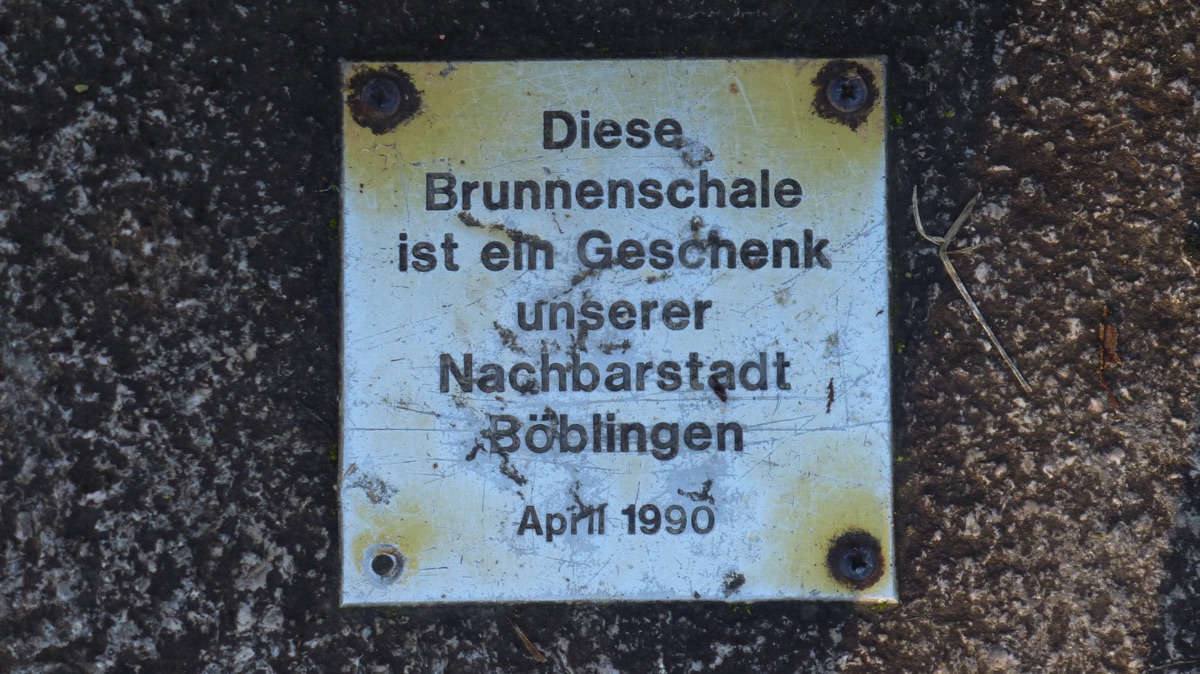 Diese
Brunnenschale
ist ein Geschenk
unserer
Nachbarstadt
Böblingen
April 1990